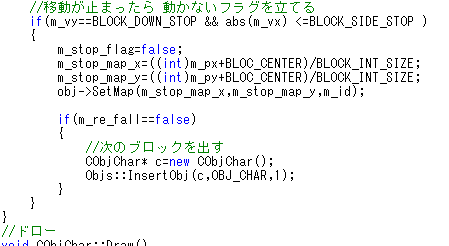 //移動が止まったら 動かないフラグを立てる
if(m_vy==BLOCK_DOWN_STOP && abs(m_vx) <=BLOCK_SIDE_STOP )
{
m_stop_flag=false;
m_stop_map_x=((int)m_px+BLOC_CENTER)/BLOCK_INT_SIZE;
m_stop_map_y=((int)m_py+BLOC_CENTER)/BLOCK_INT_SIZE;
obj->SetMap(m_stop_map_x,m_stop_map_y,m_id);
if(m_re_fall==false)
{
//次のブロックを出す
CObjChar* c=new CObjChar();
Objs::InsertObj(c,OBJ_CHAR,1);
}
}
}
//ドロー
void CObjChar::Draw()